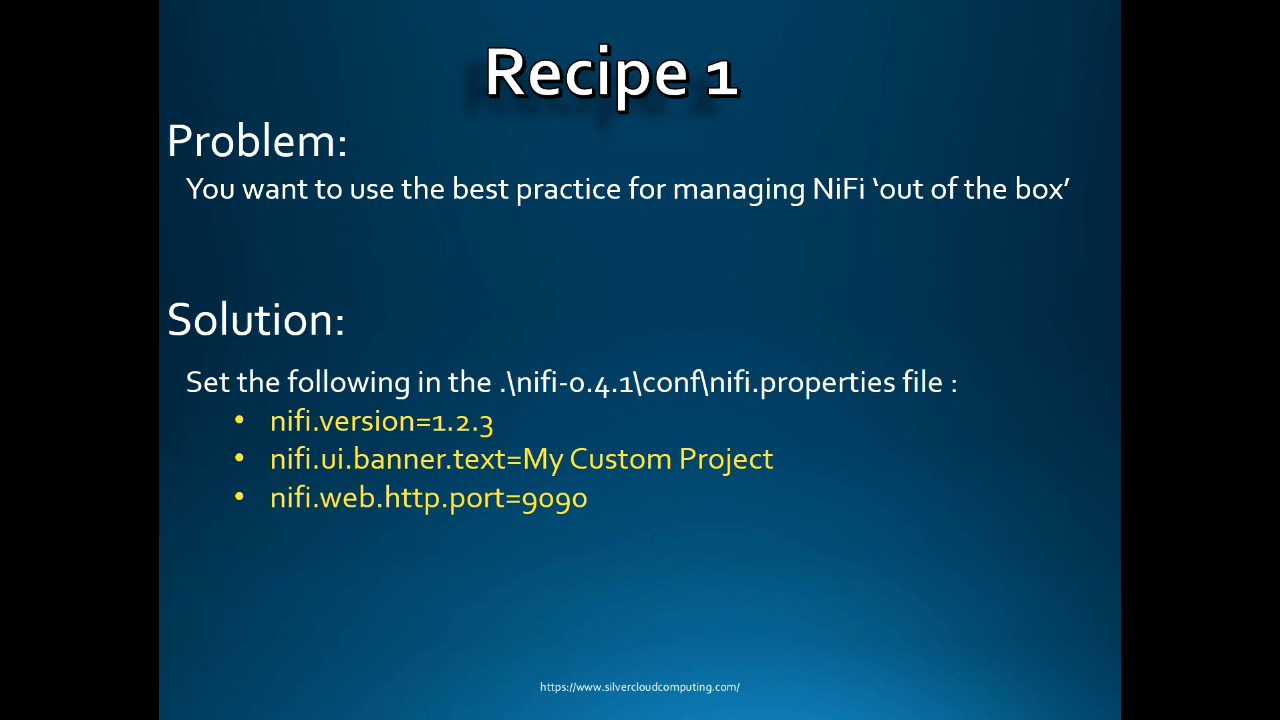 Recipe 1
Problem:
You want to use the best practice for managing NiFi ‘out of the box’
Solution:
Set the following in the .\nifi-0.4.1\conf\nifi.properties file :
• nifi.version=1.2.3
• nifi.ui.banner.text=My Custom Project
• nifi.web.http.port=9090
https://www.silvercloudcomputing.com/